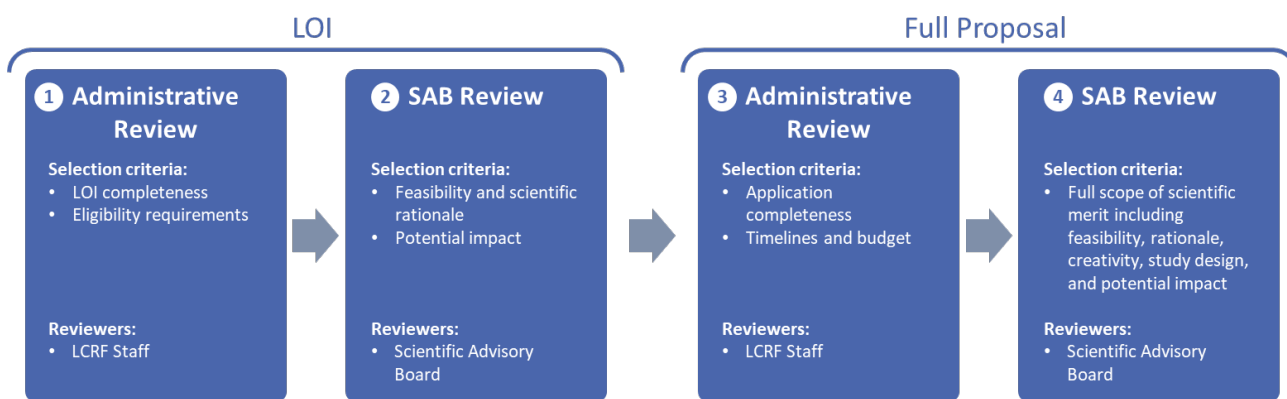 LOI
Full Proposal
1 Administrative
Review
Selection criteria:
• LOI completeness
• Eligibility requirements
Reviewers:
• LCRF Staff
2 SAB Review
Selection criteria:
• Feasibility and scientific
rationale
• Potential impact
Reviewers:
• Scientific Advisory
Board
3 Administrative
Review
Selection criteria:
• Application
completeness
• Timelines and budget
Reviewers:
• LCRF Staff
4 SAB Review
Selection criteria:
• Full scope of scientific
merit including
feasibility, rationale,
creativity, study design,
and potential impact
Reviewers:
• Scientific Advisory
Board